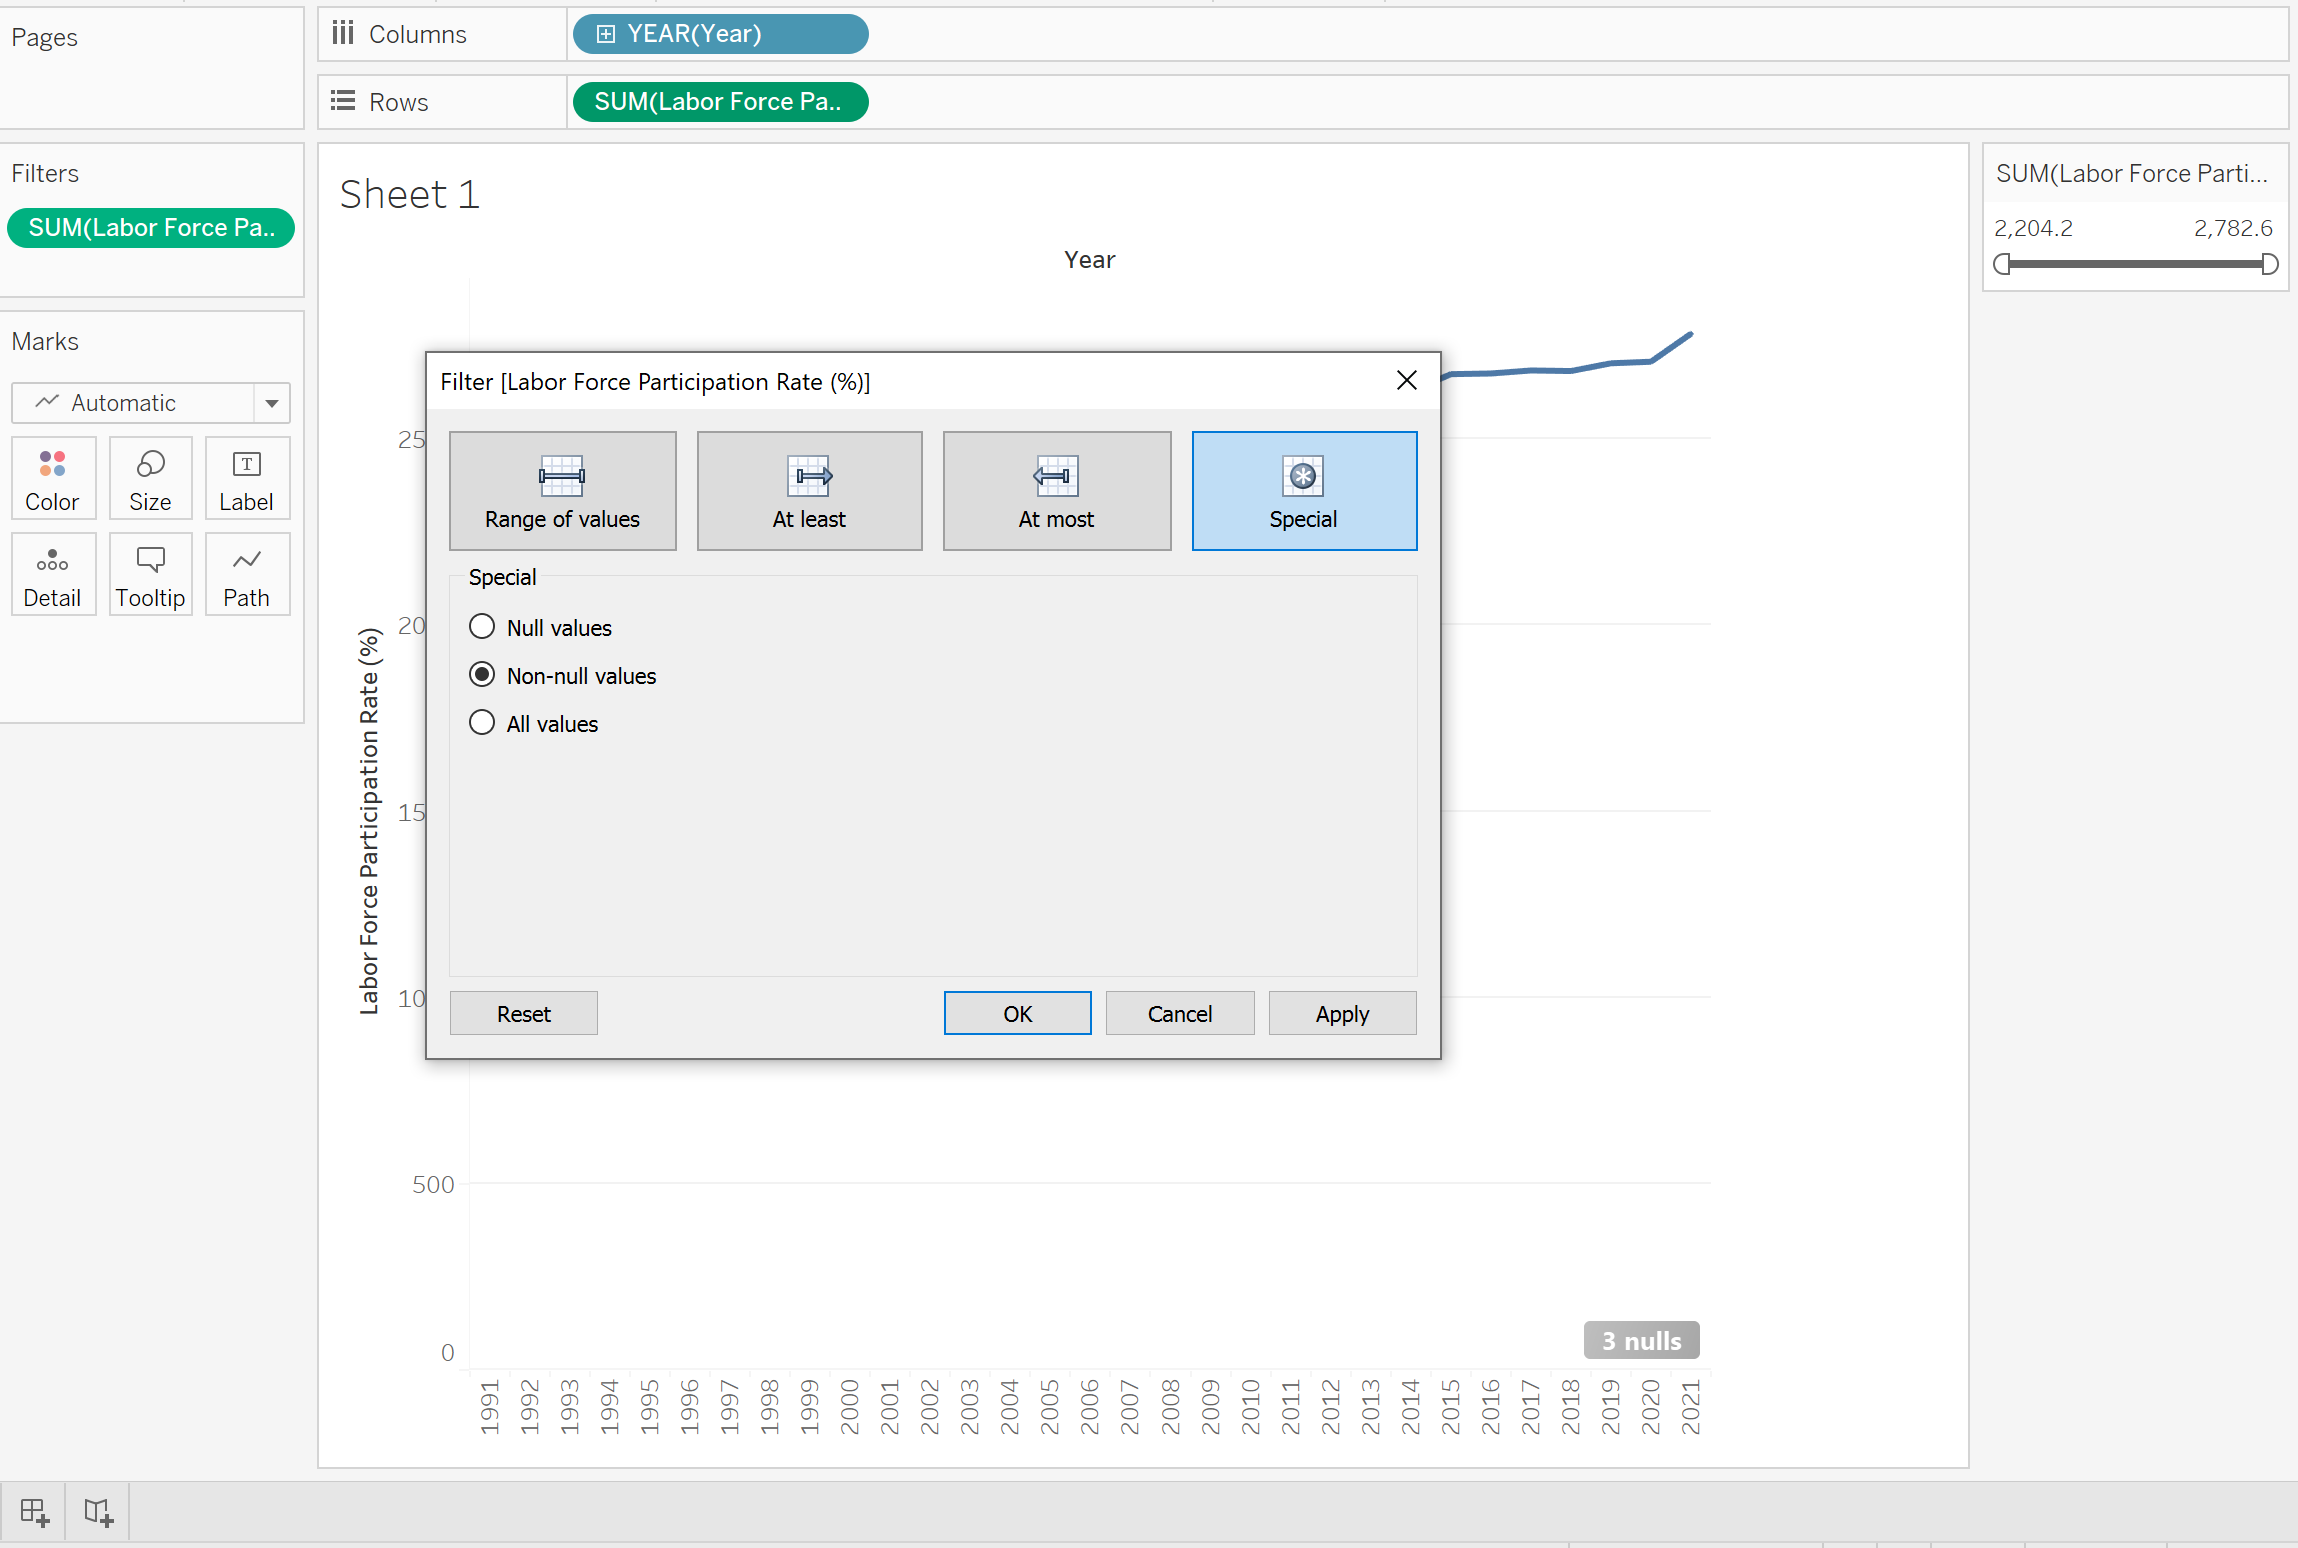 Pages
Columns
YEAR(Year)
Rows
SUM(Labor Force Pa..
Filters
SUM(Labor Force Pa..
Marks
Automatic
Color
Size
Label
Detail
Tooltip
Path
Sheet 1
Year
SUM(Labor Force Parti...
2,204.2 2,782.6
Filter [Labor Force Participation Rate (%)]
Range of values
At least
At most
Special
Special
Null values
Non-null values
All values
Reset
OK
Cancel
Apply
Labor Force Participation Rate (%)
25
20
15
10
500
0
3 nulls
1991
1992
1993
1994
1995
1996
1997
1998
1999
2000
2001
2002
2003
2004
2005
2006
2007
2008
2009
2010
2011
2012
2013
2014
2015
2016
2017
2018
2019
2020
2021